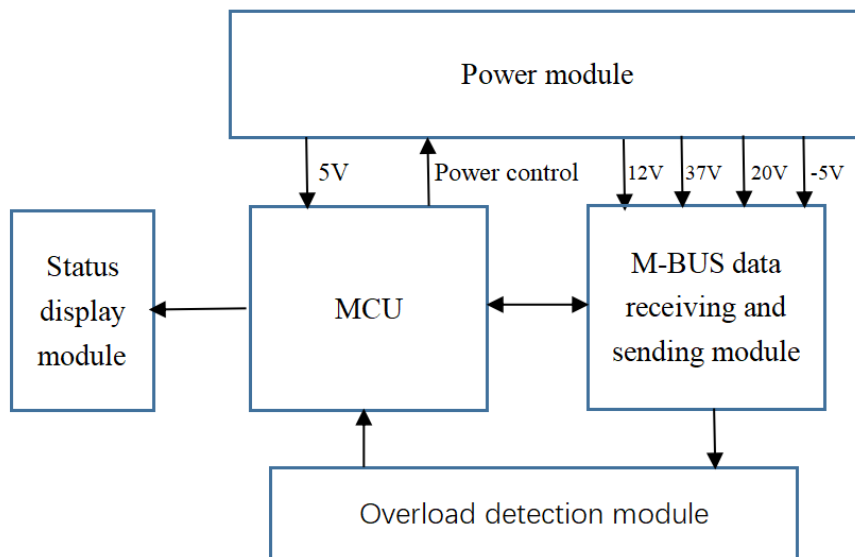 Power module
5V
Power control
12V
37V
20V
-5V
Status
display
module
MCU
M-BUS data
receiving and
sending module
Overload detection module